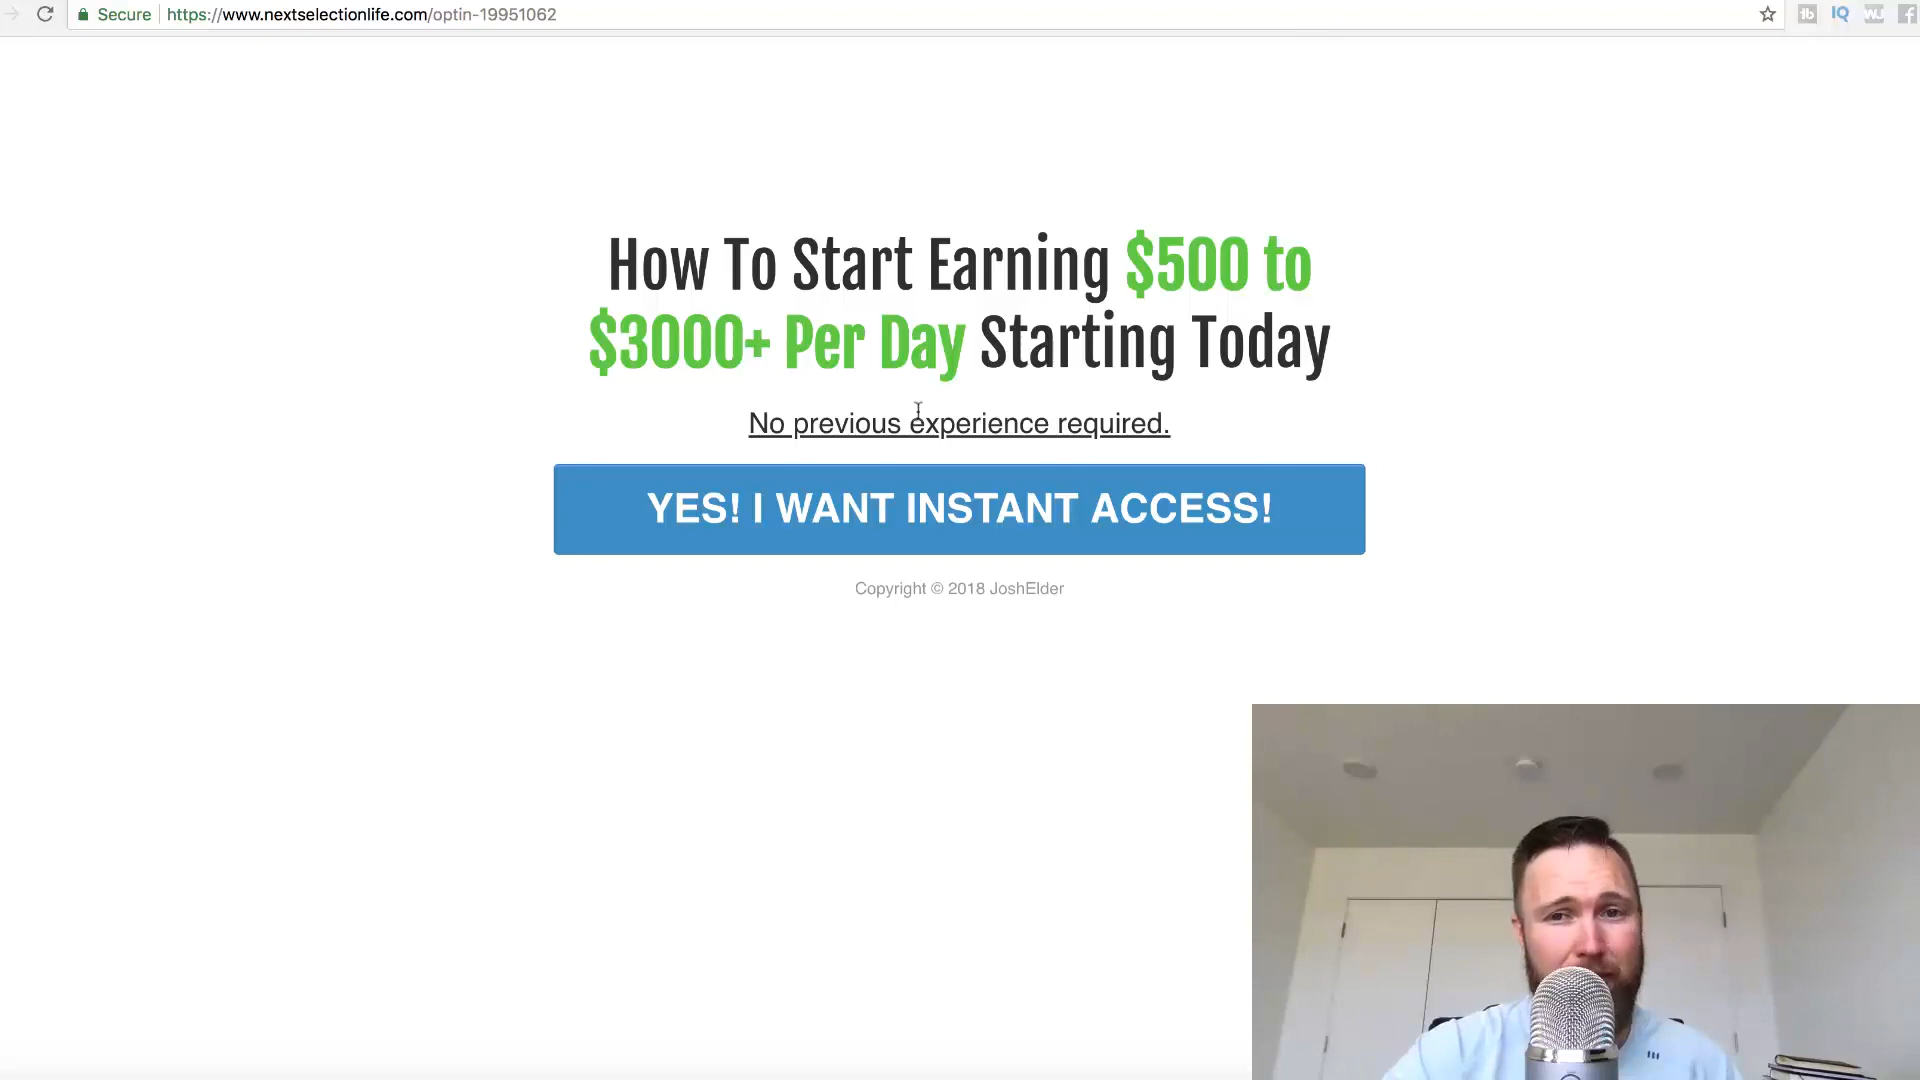 Secure https://www.nextselectionlife.com/optin-19951062
How To Start Earning $500 to
$3000+ Per Day Starting Today
No previous experience required.
YES! I WANT INSTANT ACCESS!
Copyright © 2018 JoshElder